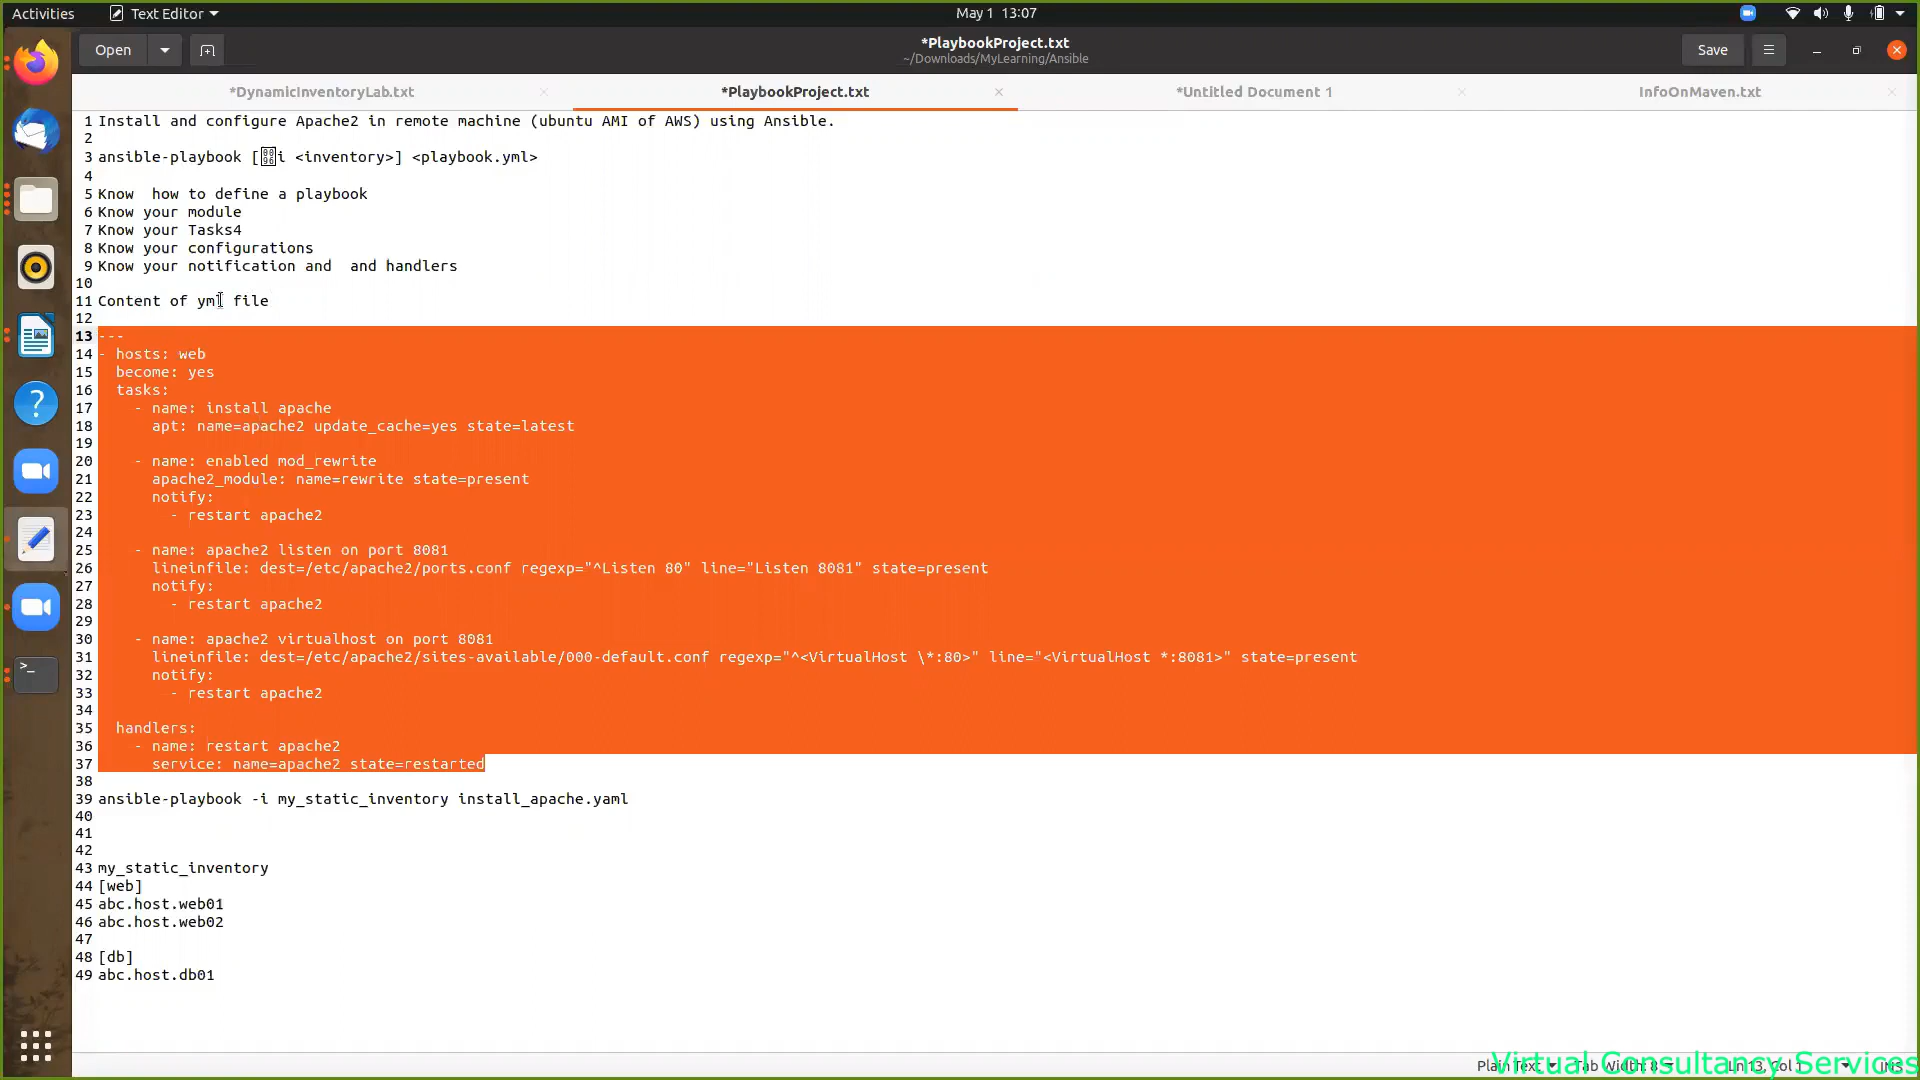 Activities
Text Editor
May 1 13:07
Open
*PlaybookProject.txt
~/Downloads/MyLearning/Ansible
Save
*DynamicInventoryLab.txt
*PlaybookProject.txt
*Untitled Document 1
InfoOnMaven.txt
1 Install and configure Apache2 in remote machine (ubuntu AMI of AWS) using Ansible.
2
3 ansible-playbook [i <inventory>] <playbook.yml>
4
5 Know  how to define a playbook
6 Know your module
7 Know your Tasks4
8 Know your configurations
9 Know your notification and  and handlers
10
11 Content of yml file
12
13 ---
14 - hosts: web
15   become: yes
16   tasks:
17     - name: install apache
18       apt: name=apache2 update_cache=yes state=latest
19
20     - name: enabled mod_rewrite
21       apache2_module: name=rewrite state=present
22       notify:
23         - restart apache2
24
25     - name: apache2 listen on port 8081
26       lineinfile: dest=/etc/apache2/ports.conf regexp="^Listen 80" line="Listen 8081" state=present
27       notify:
28         - restart apache2
29
30     - name: apache2 virtualhost on port 8081
31       lineinfile: dest=/etc/apache2/sites-available/000-default.conf regexp="^<VirtualHost \*:80>" line="<VirtualHost *:8081>" state=present
32       notify:
33         - restart apache2
34
35   handlers:
36     - name: restart apache2
37       service: name=apache2 state=restarted
38
39 ansible-playbook -i my_static_inventory install_apache.yaml
40
41
42
43 my_static_inventory
44 [web]
45 abc.host.web01
46 abc.host.web02
47
48 [db]
49 abc.host.db01
Plain Text
Tab Width: 8
Ln 13, Col 1
INS
Virtual Consultancy Services